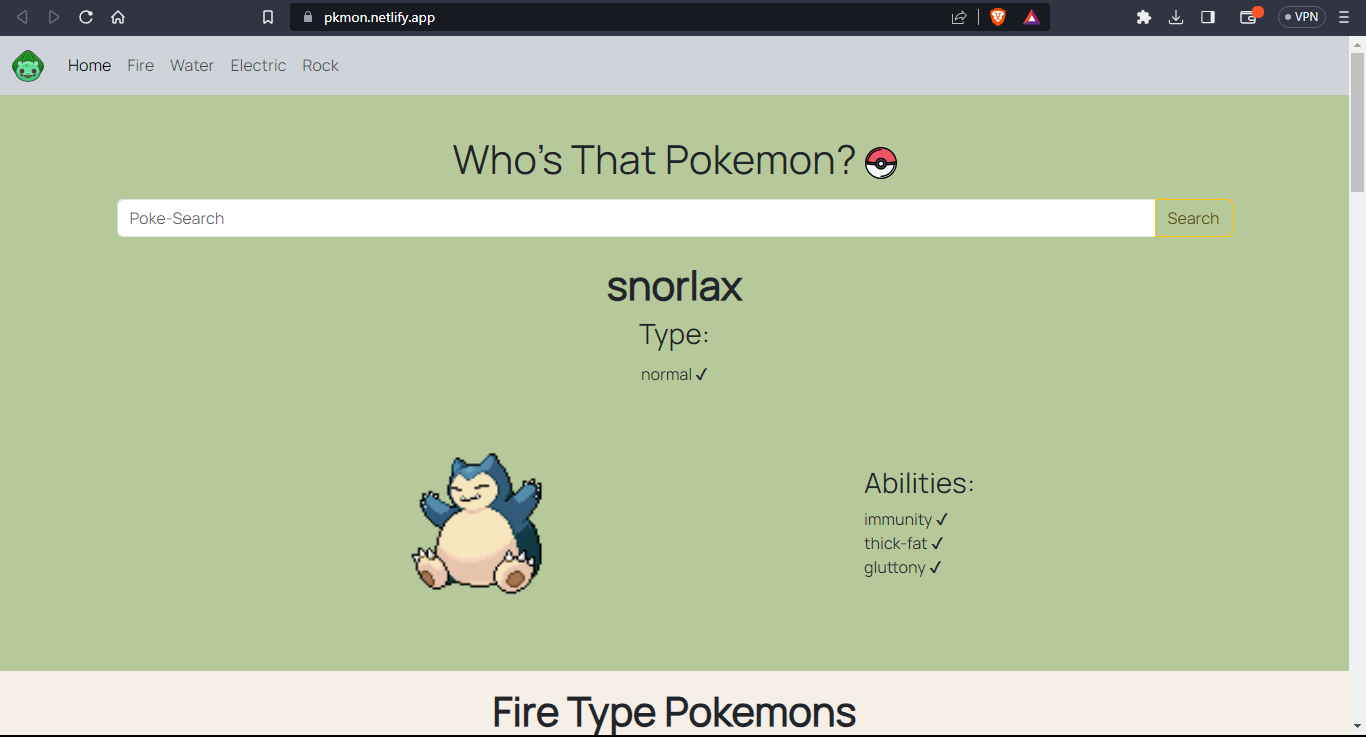 pkmon.netlify.app
VPN
Home Fire Water Electric Rock
Who's That Pokemon?
Poke-Search
Search
snorlax
Type:
normal ✓
Abilities:
immunity ✓
thick-fat ✓
gluttony ✓
Fire Type Pokemons